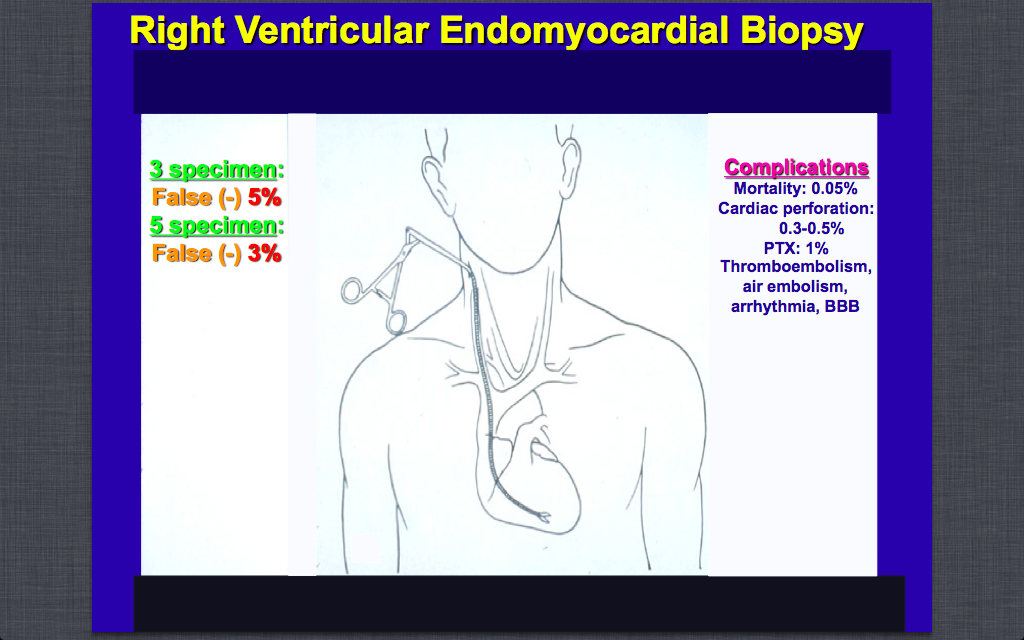 Right Ventricular Endomyocardial Biopsy
3 specimen:
False (-) 5%
5 specimen:
False (-) 3%
Complications
Mortality: 0.05%
Cardiac perforation:
0.3-0.5%
PTX: 1%
Thromboembolism,
air embolism,
arrhythmia, BBB